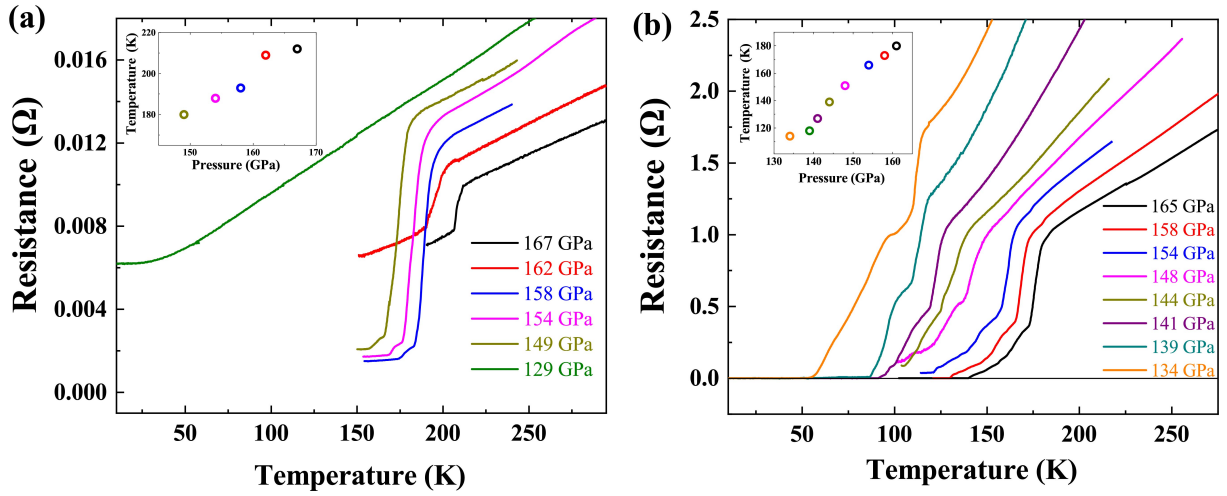 (a)
Resistance (Ω)
0.016
0.012
0.008
0.004
0.000
Temperature (K)
220
210
200
190
180
150
160
170
Pressure (GPa)
167 GPa
162 GPa
158 GPa
154 GPa
149 GPa
129 GPa
50
100
150
200
250
Temperature (K)
(b)
Resistance (Ω)
2.5
2.0
1.5
1.0
0.5
0.0
Temperature (K)
180
160
140
120
130
140
150
160
Pressure (GPa)
165 GPa
158 GPa
154 GPa
148 GPa
144 GPa
141 GPa
139 GPa
134 GPa
50
100
150
200
250
Temperature (K)